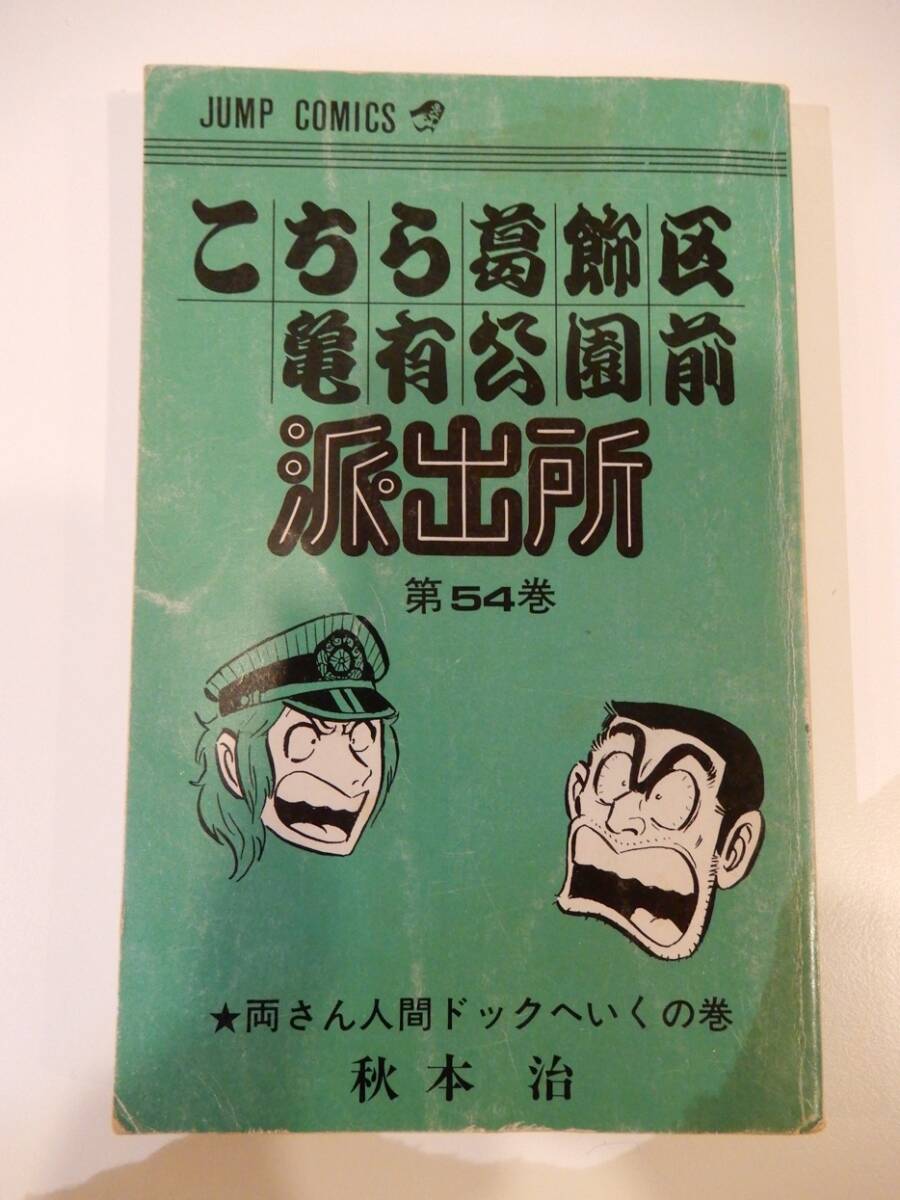 JUMP COMICS
こちら葛飾区
亀有公園前
派出所
第54巻
★両さん人間ドックへいくの巻
秋本 治